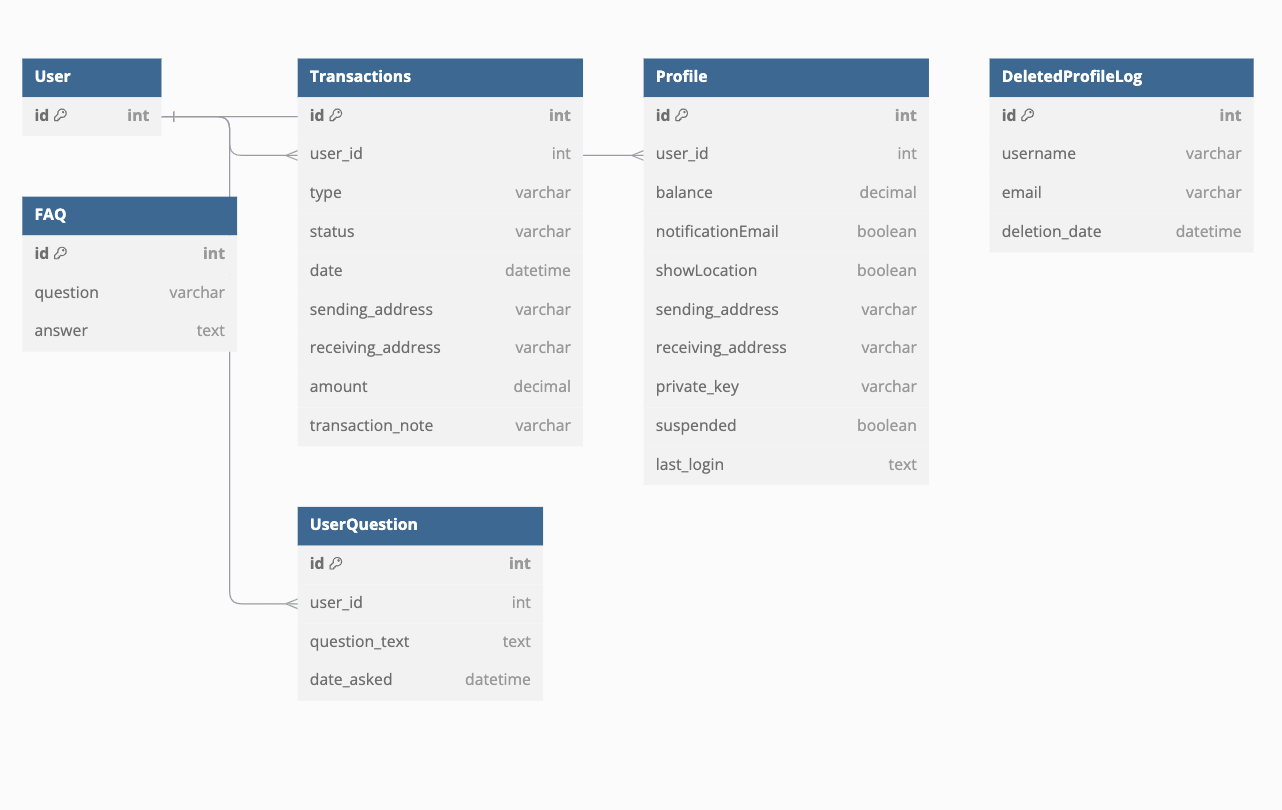 User
id int
FAQ
id int
question varchar
answer text
Transactions
id int
user_id int
type varchar
status varchar
date datetime
sending_address varchar
receiving_address varchar
amount decimal
transaction_note varchar
UserQuestion
id int
user_id int
question_text text
date_asked datetime
Profile
id int
user_id int
balance decimal
notificationEmail boolean
showLocation boolean
sending_address varchar
receiving_address varchar
private_key varchar
suspended boolean
last_login text
DeletedProfileLog
id int
username varchar
email varchar
deletion_date datetime